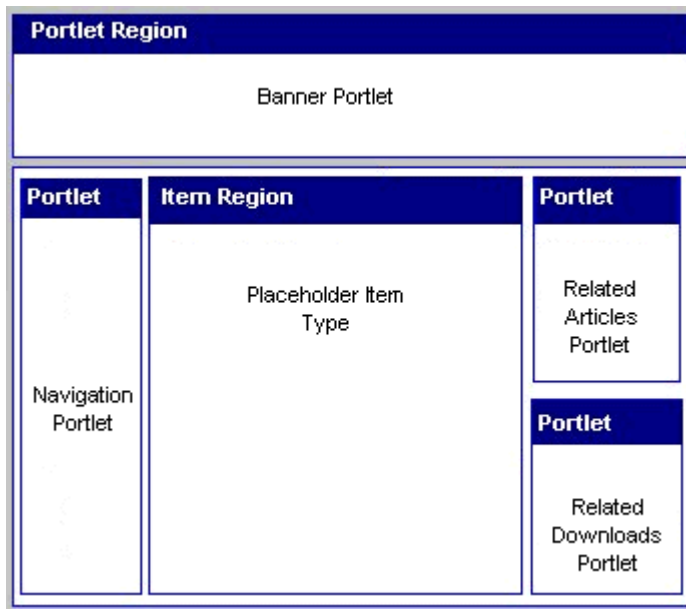 Portlet Region
Banner Portlet
Portlet
Navigation
Portlet
Item Region
Placeholder Item
Type
Portlet
Related
Articles
Portlet
Portlet
Related
Downloads
Portlet